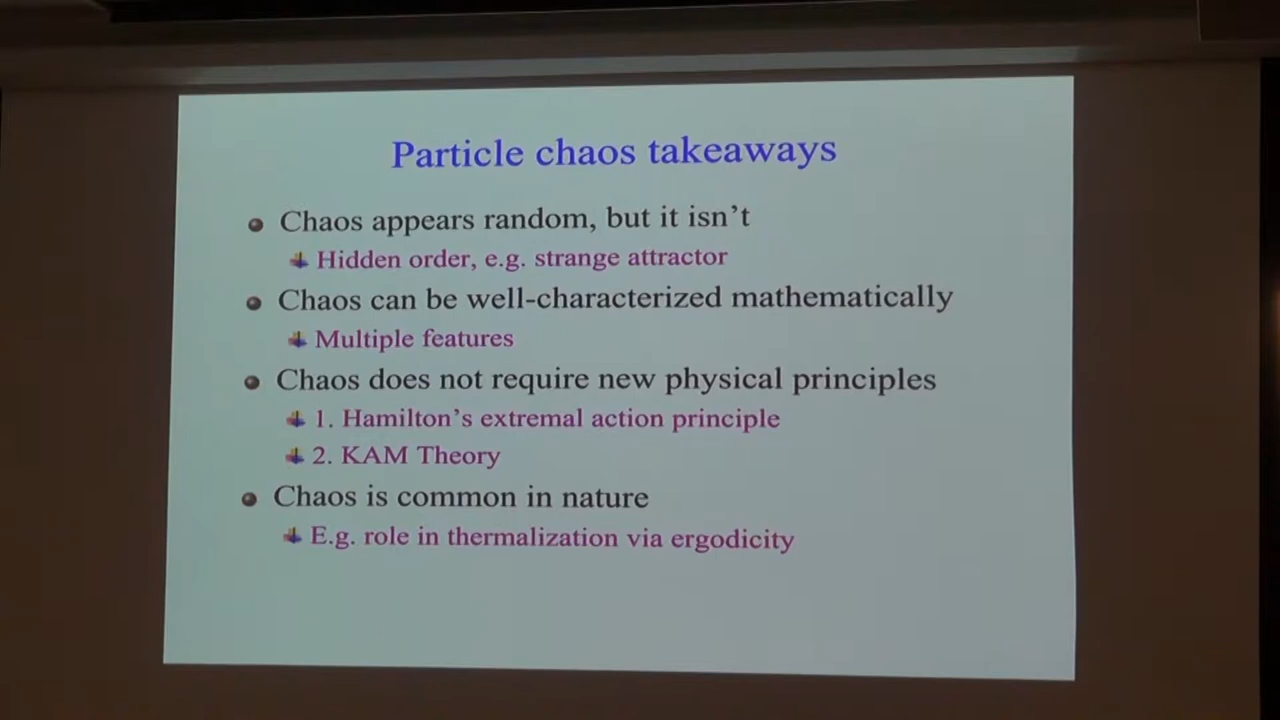 Particle chaos takeaways
Chaos appears random, but it isn't
Hidden order, e.g. strange attractor
Chaos can be well-characterized mathematically
Multiple features
Chaos does not require new physical principles
1. Hamilton's extremal action principle
2. KAM Theory
Chaos is common in nature
E.g. role in thermalization via ergodicity